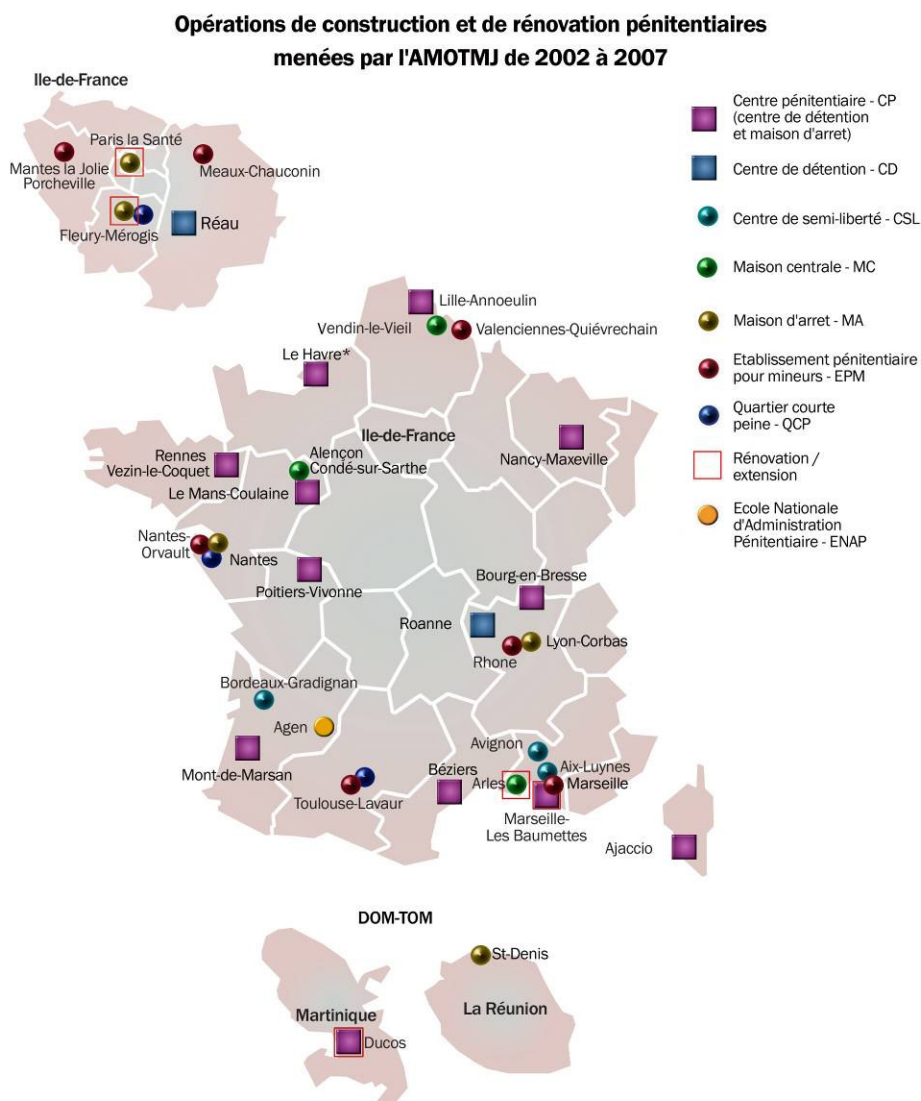 Opérations de construction et de rénovation pénitentiaires
menées par l'AMOTMJ de 2002 à 2007
Ile-de-France
Paris la Santé
Mantes la Jolie
Porcheville
Meaux-Chauconin
Fleury-Mérogis
Réau
Centre pénitentiaire - CP
(centre de détention
et maison d'arret)
Centre de détention - CD
Centre de semi-liberté - CSL
Maison centrale - MC
Maison d'arret - MA
Etablissement pénitentiaire
pour mineurs - EPM
Quartier courte
peine - QCP
Rénovation /
extension
Ecole Nationale
d'Administration
Pénitentiaire - ENAP
Lille-Annoeulin
Vendin-le-Vieil
Valenciennes-Quiévrechain
Le Havre*
Ile-de-France
Nancy-Maxeville
Rennes
Vezin-le-Coquet
Alençon
Condé-sur-Sarthe
Le Mans-Coulaine
Nantes-
Orvault
Nantes
Poitiers-Vivonne
Bourg-en-Bresse
Roanne
Lyon-Corbas
Rhone
Bordeaux-Gradignan
Agen
Avignon
Mont-de-Marsan
Toulouse-Lavaur
Béziers
Arles
Aix-Luynes
Marseille
Marseille-
Les Baumettes
Ajaccio
DOM-TOM
St-Denis
Martinique
La Réunion
Ducos